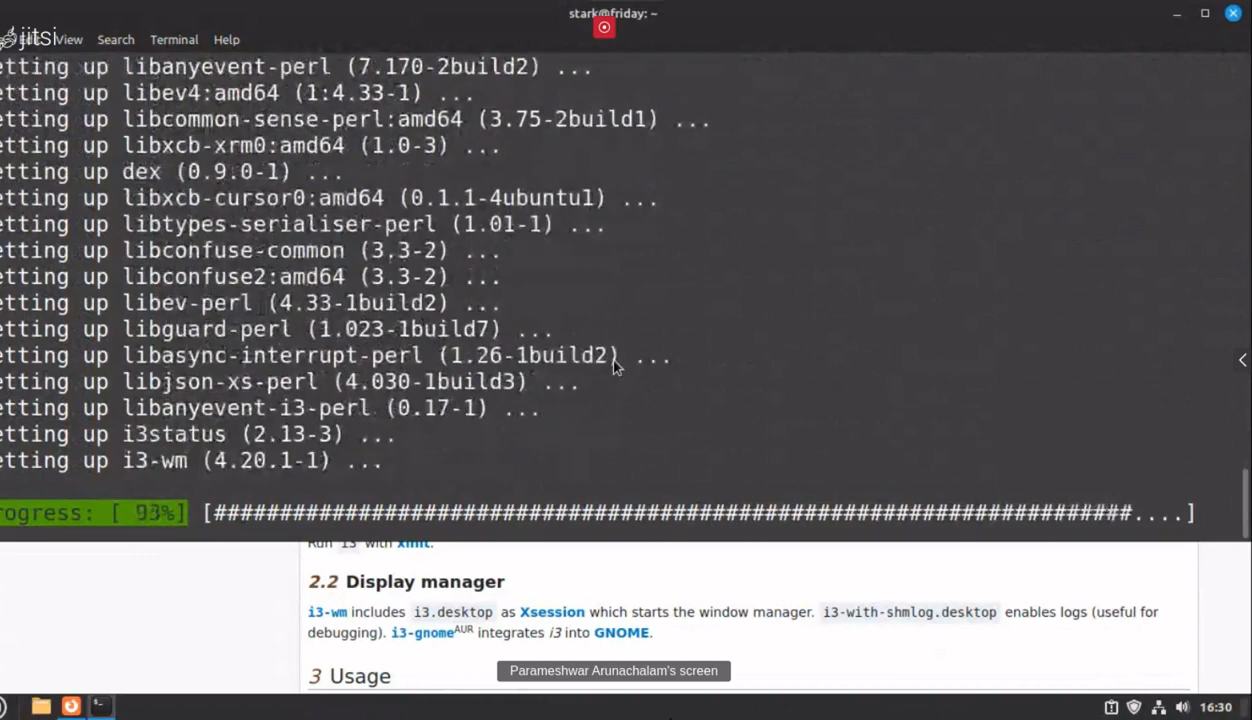 stark@friday: ~
jitsi
View Search Terminal Help
etting up libanyevent-perl (7.170-2build2) ...
etting up libev4:amd64 (1:4.33-1) ...
etting up libcommon-sense-perl:amd64 (3.75-2build1) ...
etting up libxcb-xrm0:amd64 (1.0-3) ...
etting up dex (0.9.0-1) ...
etting up libxcb-cursor0:amd64 (0.1.1-4ubuntu1) ...
etting up libtypes-serialiser-perl (1.01-1) ...
etting up libconfuse-common (3.3-2) ...
etting up libconfuse2:amd64 (3.3-2) ...
etting up libev-perl (4.33-1build2) ...
etting up libguard-perl (1.023-1build7) ...
etting up libasync-interrupt-perl (1.26-1build2) ...
etting up libjson-xs-perl (4.030-1build3) ...
etting up libanyevent-i3-perl (0.17-1) ...
etting up i3status (2.13-3) ...
etting up i3-wm (4.20.1-1) ...
rogress: [ 93%] [######################################################################....]
Run i3 with xinit.
2.2 Display manager
i3-wm includes i3.desktop as Xsession which starts the window manager. i3-with-shmlog.desktop enables logs (useful for
debugging). i3-gnomeAUR integrates i3 into GNOME.
3 Usage
Parameshwar Arunachalam's screen
16:30